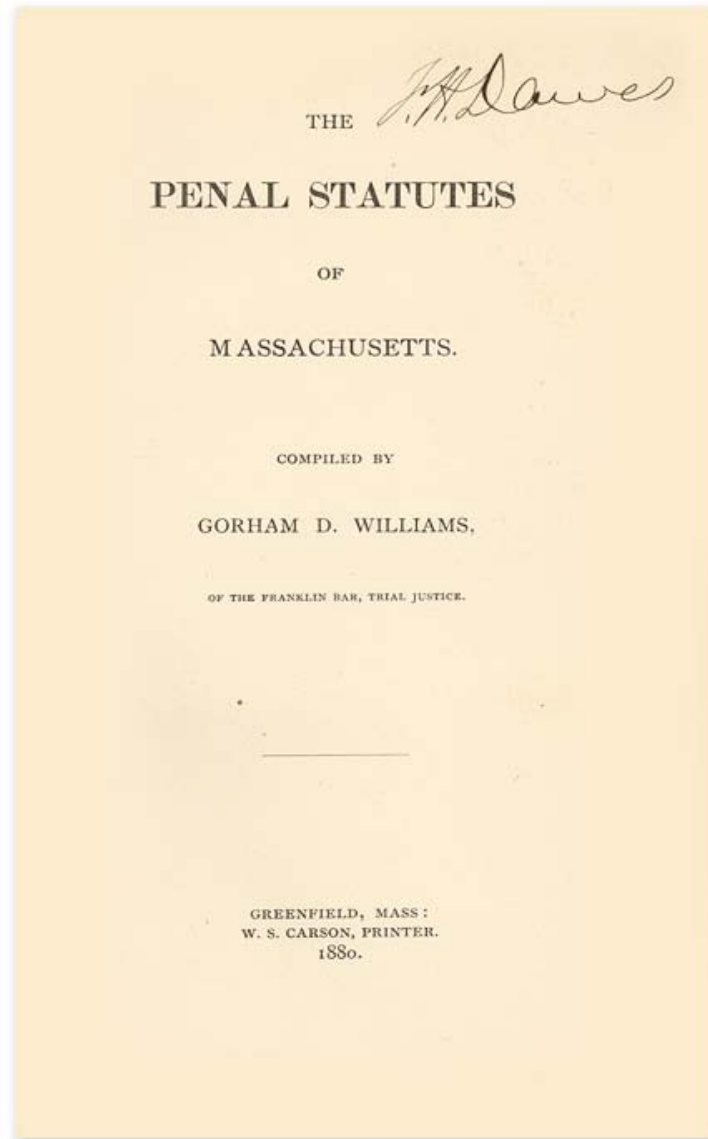 F. H. Dawes
THE
PENAL STATUTES
OF
MASSACHUSETTS.
COMPILED BY
GORHAM D. WILLIAMS,
OF THE FRANKLIN BAR, TRIAL JUSTICE.
GREENFIELD, MASS:
W. S. CARSON, PRINTER.
1880.